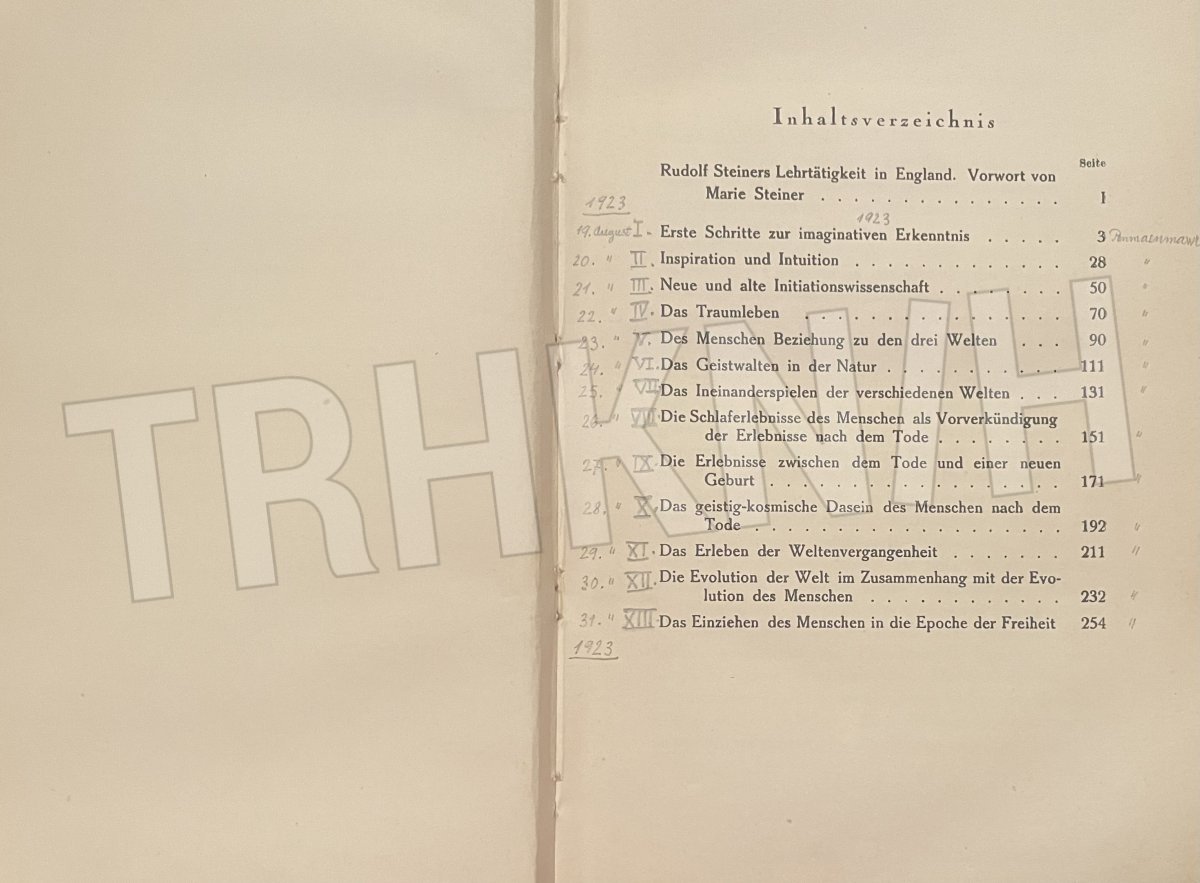 Inhaltsverzeichnis
Seite
Rudolf Steiners Lehrtätigkeit in England. Vorwort von
Marie Steiner . . . . . . . . . . . . . . . I
1923
1923
19. August I - Erste Schritte zur imaginativen Erkenntnis . . . . . 3 Penmaenmawr
20. " II. Inspiration und Intuition . . . . . . . . . . . . . 28 "
21. " III. Neue und alte Initiationswissenschaft . . . . . . . . 50 "
22. " IV. Das Traumleben . . . . . . . . . . . . . . . . 70 "
23. " V. Des Menschen Beziehung zu den drei Welten . . . 90 "
24. " VI. Das Geistwalten in der Natur . . . . . . . . . . . 111 "
25. " VII Das Ineinanderspielen der verschiedenen Welten . . . 131 "
26. " VIII Die Schlaferlebnisse des Menschen als Vorverkündigung
der Erlebnisse nach dem Tode . . . . . . . . 151 "
27. " IX. Die Erlebnisse zwischen dem Tode und einer neuen
Geburt . . . . . . . . . . . . . . . . . . 171 "
28. " X. Das geistig-kosmische Dasein des Menschen nach dem
Tode . . . . . . . . . . . . . . . . . . . 192 "
29. " XI. Das Erleben der Weltenvergangenheit . . . . . . . 211 "
30. " XII. Die Evolution der Welt im Zusammenhang mit der Evo-
lution des Menschen . . . . . . . . . . . . 232 "
31. " XIII. Das Einziehen des Menschen in die Epoche der Freiheit 254 "
1923
TRHKNIH